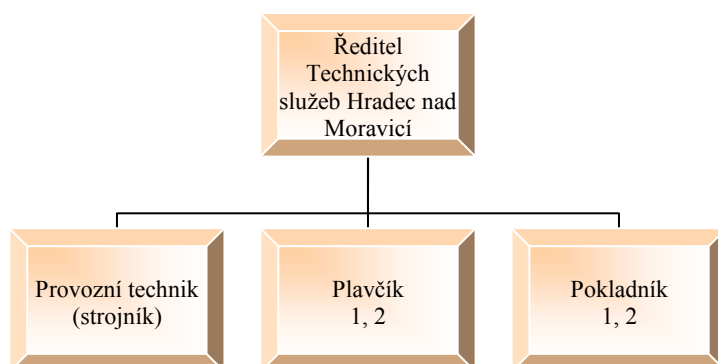 Ředitel
Technických
služeb Hradec nad
Moravicí
Provozní technik
(strojník)
Plavčík
1, 2
Pokladník
1, 2